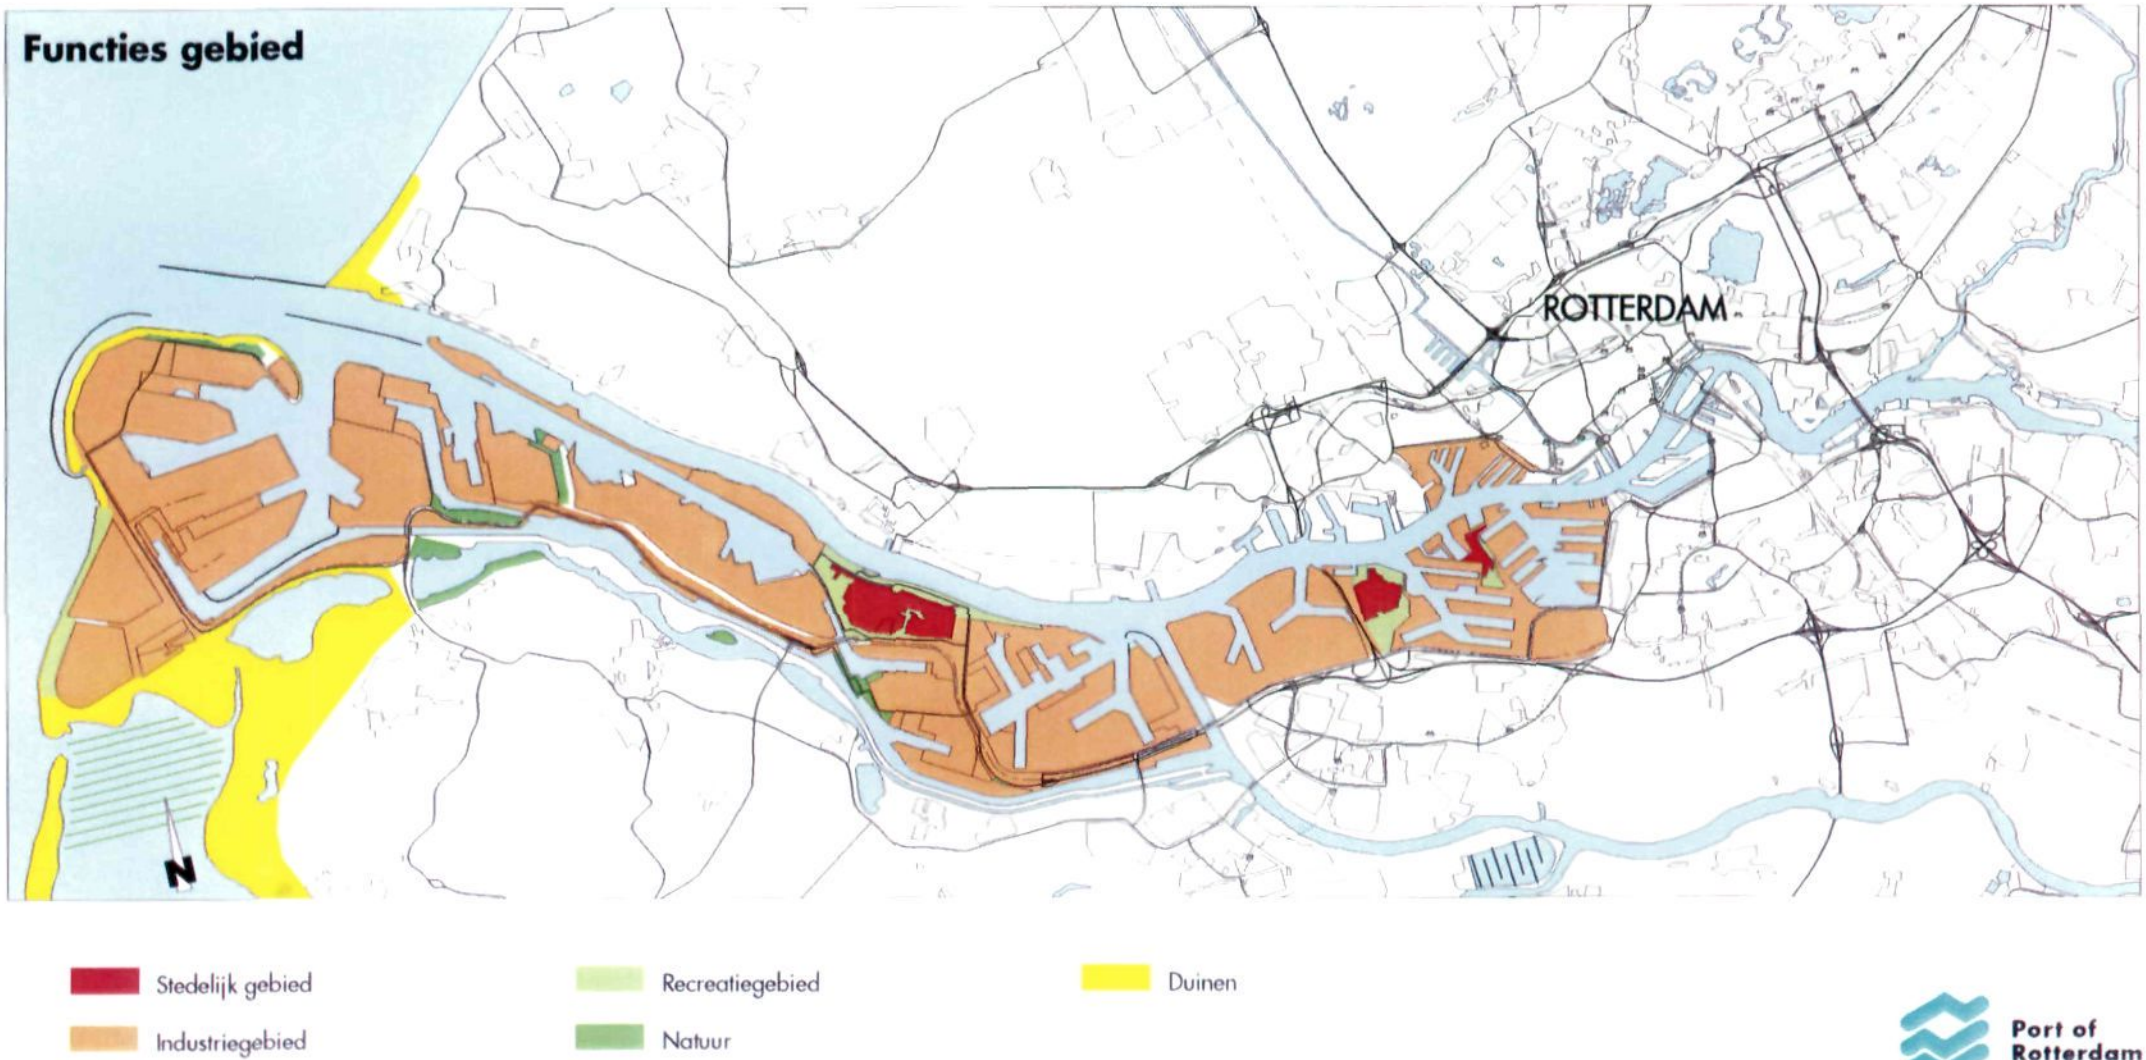 Functies gebied
ROTTERDAM
N
Stedelijk gebied
Recreatiegebied
Duinen
Industriegebied
Natuur
Port of
Rotterdam